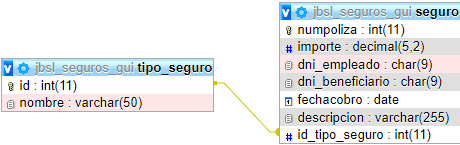 jbsl_seguros_gui tipo_seguro
id : int(11)
nombre : varchar(50)
jbsl_seguros_gui seguro
numpoliza : int(11)
importe : decimal(5,2)
dni_empleado : char(9)
dni_beneficiario : char(9)
fechacobro : date
descripcion : varchar(255)
id_tipo_seguro : int(11)